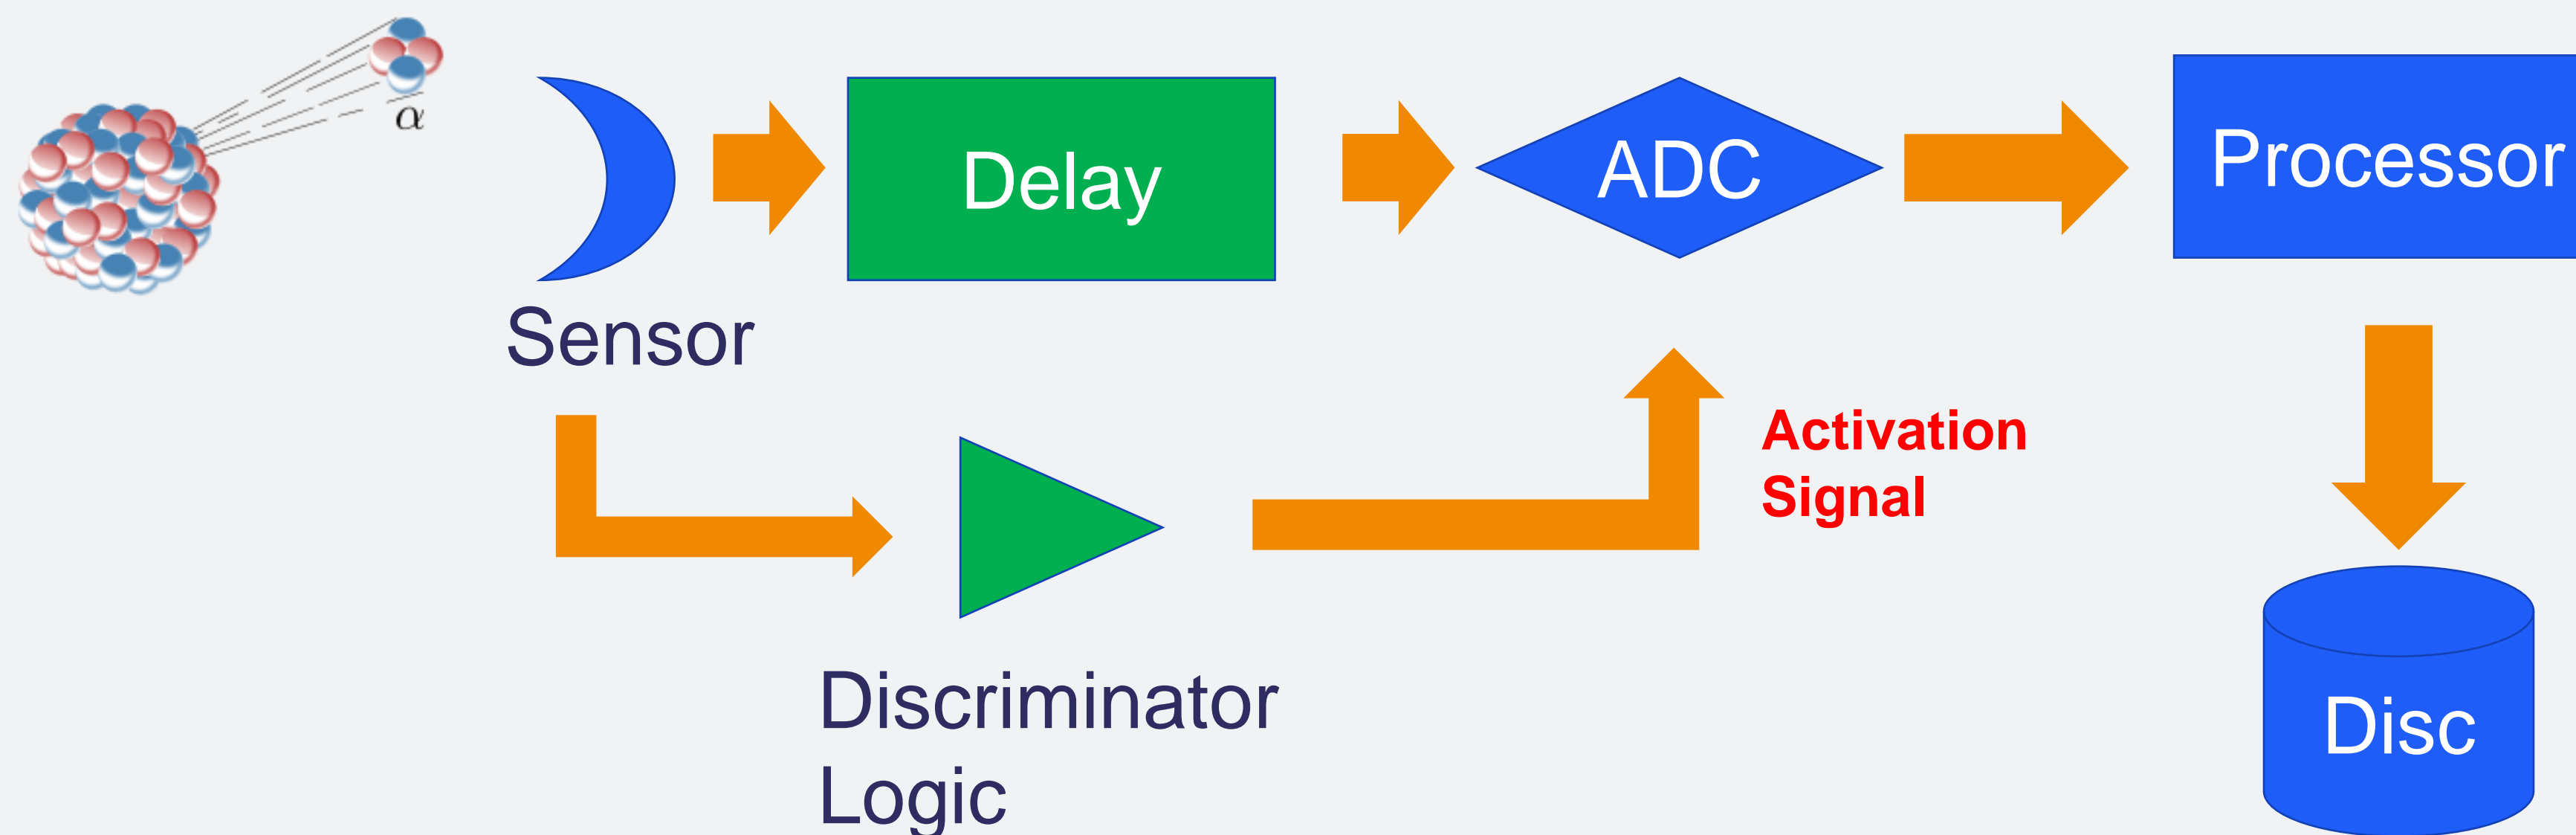 α
Delay
ADC
Processor
Sensor
Activation
Signal
Discriminator
Logic
Disc